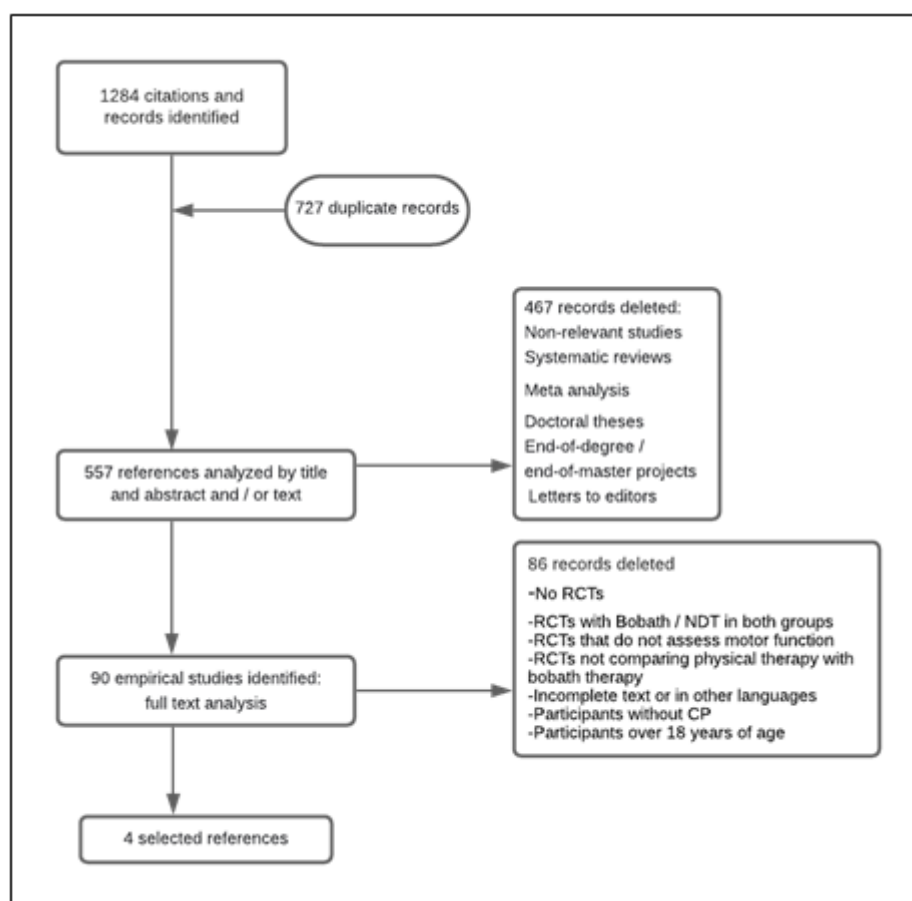 1284 citations and
records identified
727 duplicate records
467 records deleted:
Non-relevant studies
Systematic reviews
Meta analysis
Doctoral theses
End-of-degree /
end-of-master projects
Letters to editors
557 references analyzed by title
and abstract and / or text
86 records deleted
-No RCTs
-RCTs with Bobath / NDT in both groups
-RCTs that do not assess motor function
-RCTs not comparing physical therapy with
bobath therapy
-Incomplete text or in other languages
-Participants without CP
-Participants over 18 years of age
90 empirical studies identified:
full text analysis
4 selected references